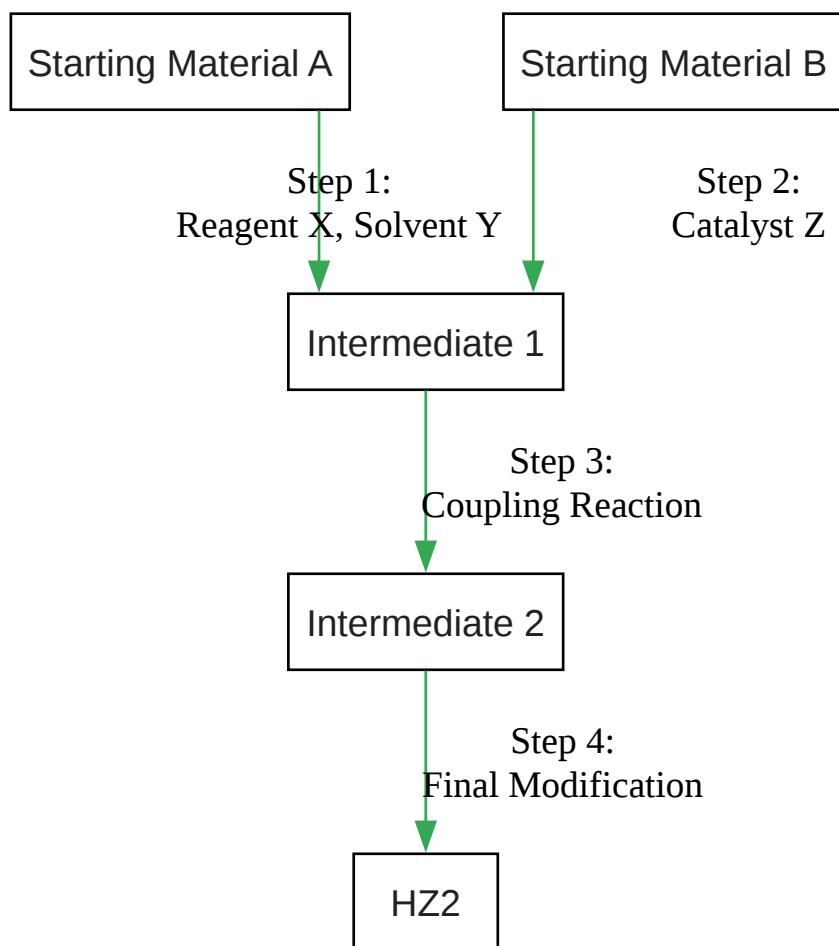 Starting Material A
Starting Material B
Step 1:
Reagent X, Solvent Y
Step 2:
Catalyst Z
Intermediate 1
Step 3:
Coupling Reaction
Intermediate 2
Step 4:
Final Modification
HZ2